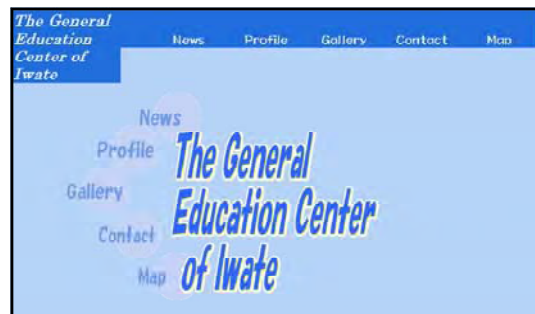 The General
Education
Center of
Iwate
News Profile Gallery Contact Map
News
Profile
Gallery
Contact
Map
The General
Education Center
of Iwate